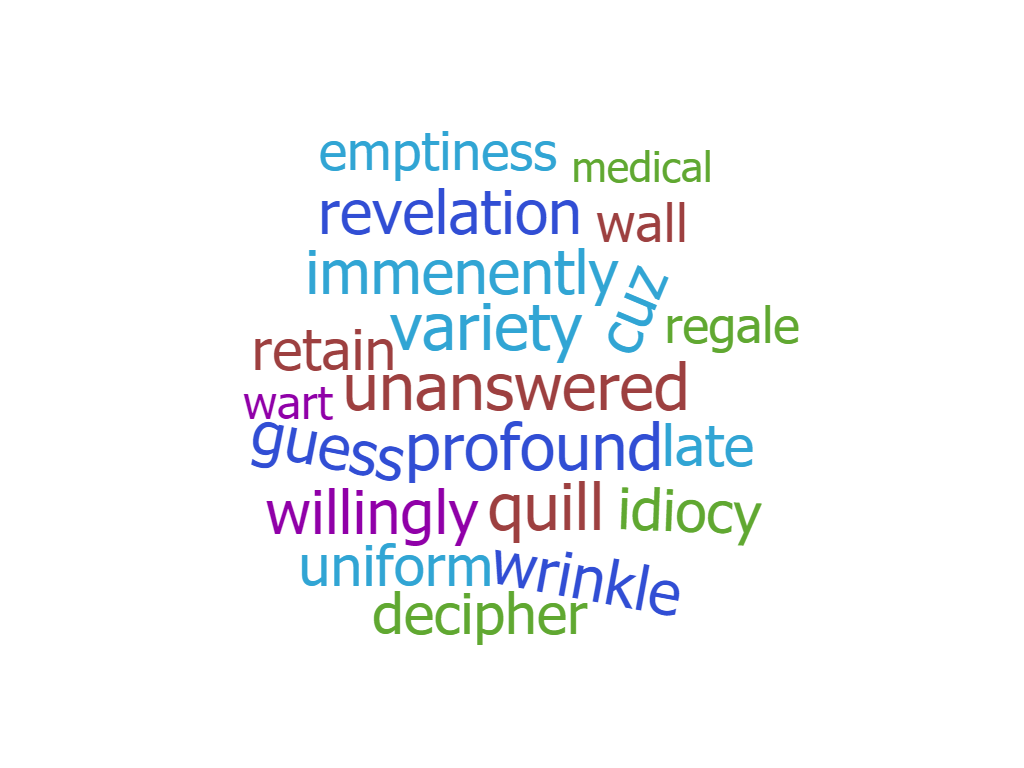 emptiness medical
revelation wall
immenently cuz
variety regale
retain
unanswered
wart
guess profound late
willingly quill idiocy
uniform wrinkle
decipher